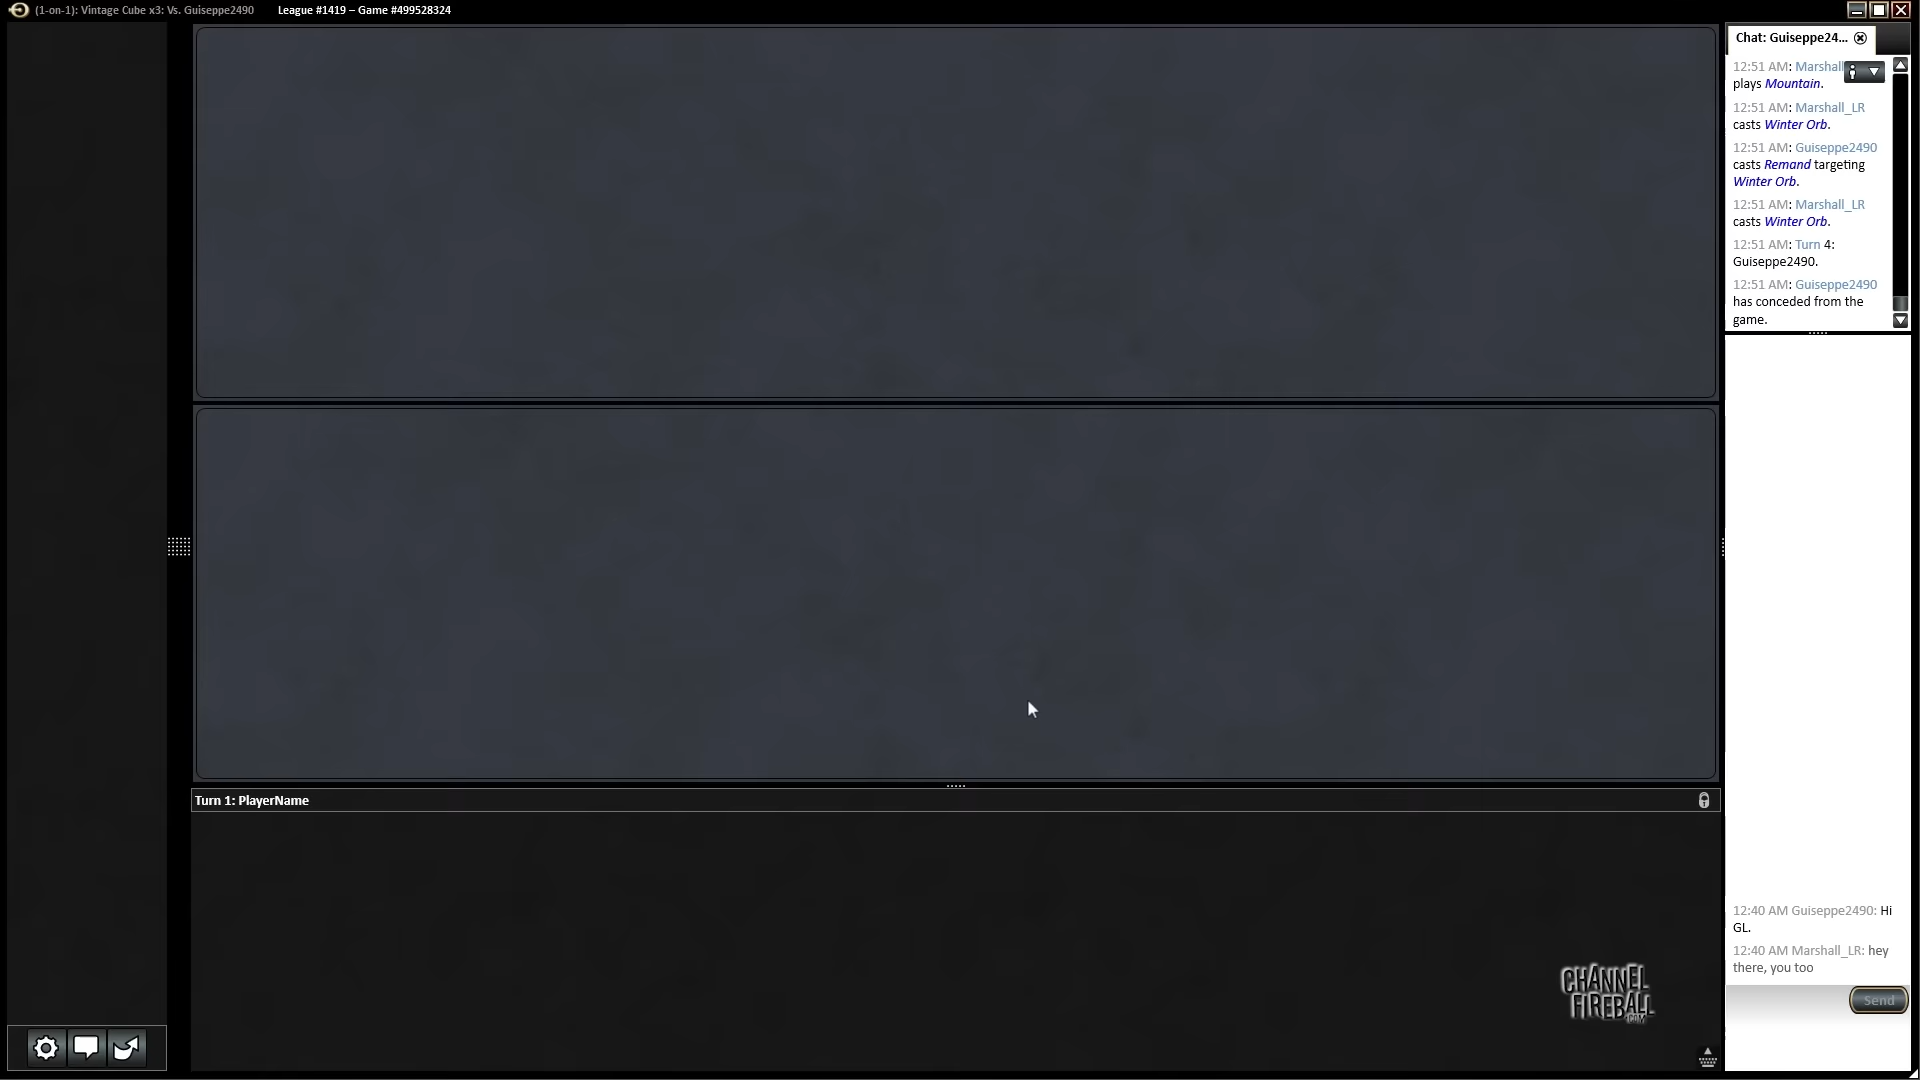 (1-on-1): Vintage Cube x3: Vs. Guiseppe2490 League #1419 – Game #499528324
Chat: Guiseppe24...
12:51 AM: Marshall
plays Mountain.
12:51 AM: Marshall_LR
casts Winter Orb.
12:51 AM: Guiseppe2490
casts Remand targeting
Winter Orb.
12:51 AM: Marshall_LR
casts Winter Orb.
12:51 AM: Turn 4:
Guiseppe2490.
12:51 AM: Guiseppe2490
has conceded from the
game.
Turn 1: PlayerName
12:40 AM Guiseppe2490: Hi
GL.
12:40 AM Marshall_LR: hey
there, you too
Send
CHANNEL
FIREBALL
.COM